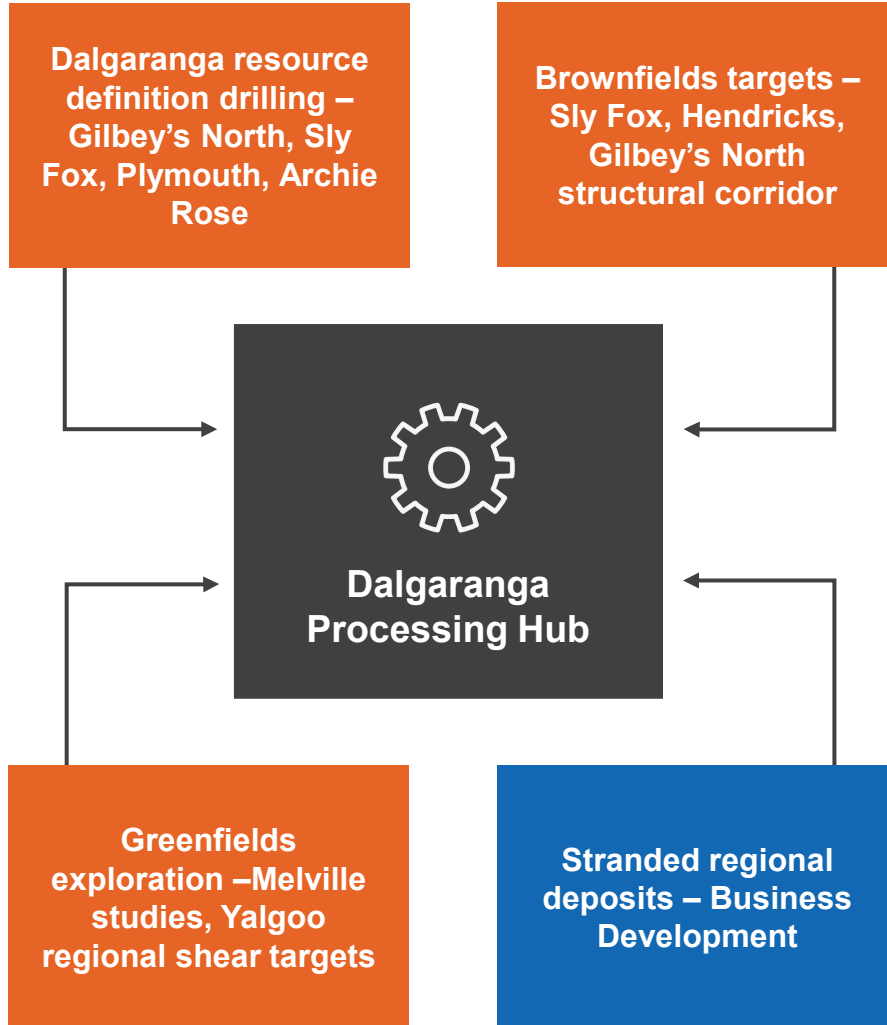 Dalgaranga resource
definition drilling –
Gilbey’s North, Sly
Fox, Plymouth, Archie
Rose
Brownfields targets –
Sly Fox, Hendricks,
Gilbey’s North
structural corridor
Dalgaranga
Processing Hub
Greenfields
exploration –Melville
studies, Yalgoo
regional shear targets
Stranded regional
deposits – Business
Development